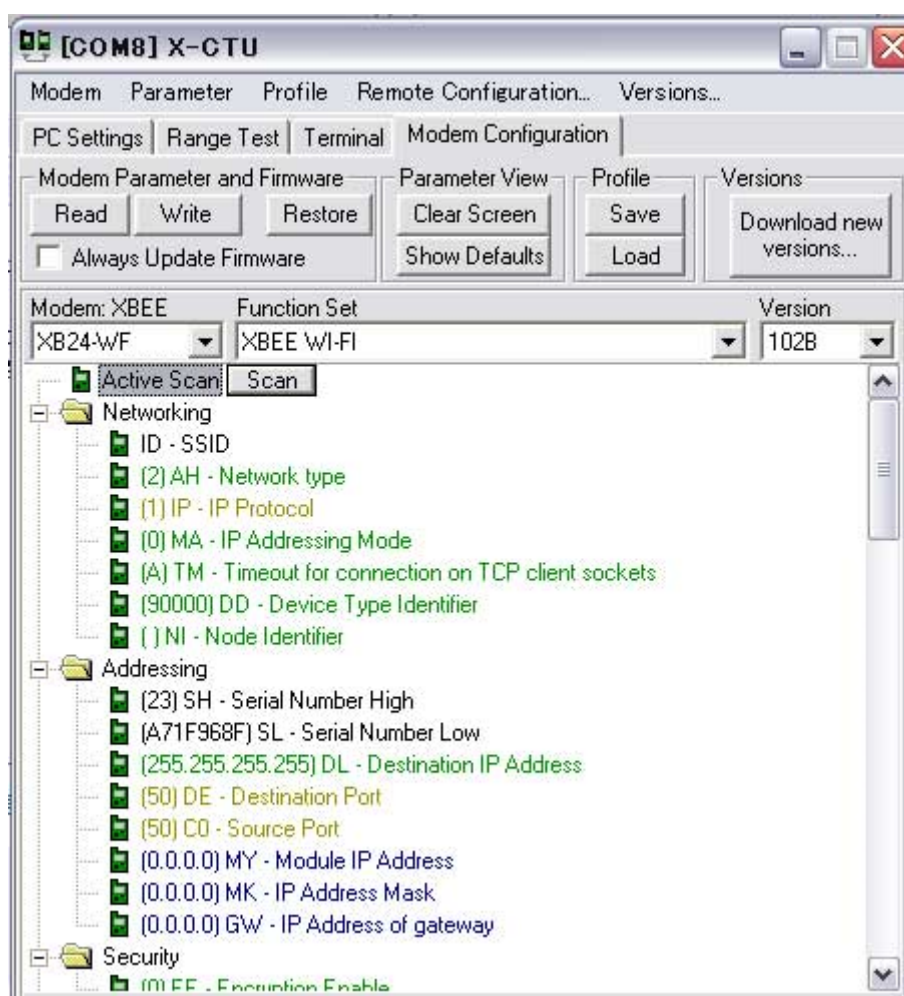 [COM8] X-CTU
Modem Parameter Profile Remote Configuration... Versions...
PC Settings Range Test Terminal Modem Configuration
Modem Parameter and Firmware Parameter View Profile Versions
Read Write Restore Clear Screen Save Download new versions...
Always Update Firmware Show Defaults Load
Modem: XBEE Function Set Version
XB24-WF XBEE WI-FI 102B
Active Scan Scan
Networking
ID - SSID
(2) AH - Network type
(1) IP - IP Protocol
(0) MA - IP Addressing Mode
(A) TM - Timeout for connection on TCP client sockets
(90000) DD - Device Type Identifier
( ) NI - Node Identifier
Addressing
(23) SH - Serial Number High
(A71F968F) SL - Serial Number Low
(255.255.255.255) DL - Destination IP Address
(50) DE - Destination Port
(50) C0 - Source Port
(0.0.0.0) MY - Module IP Address
(0.0.0.0) MK - IP Address Mask
(0.0.0.0) GW - IP Address of gateway
Security
(0) EE - Encryption Enable